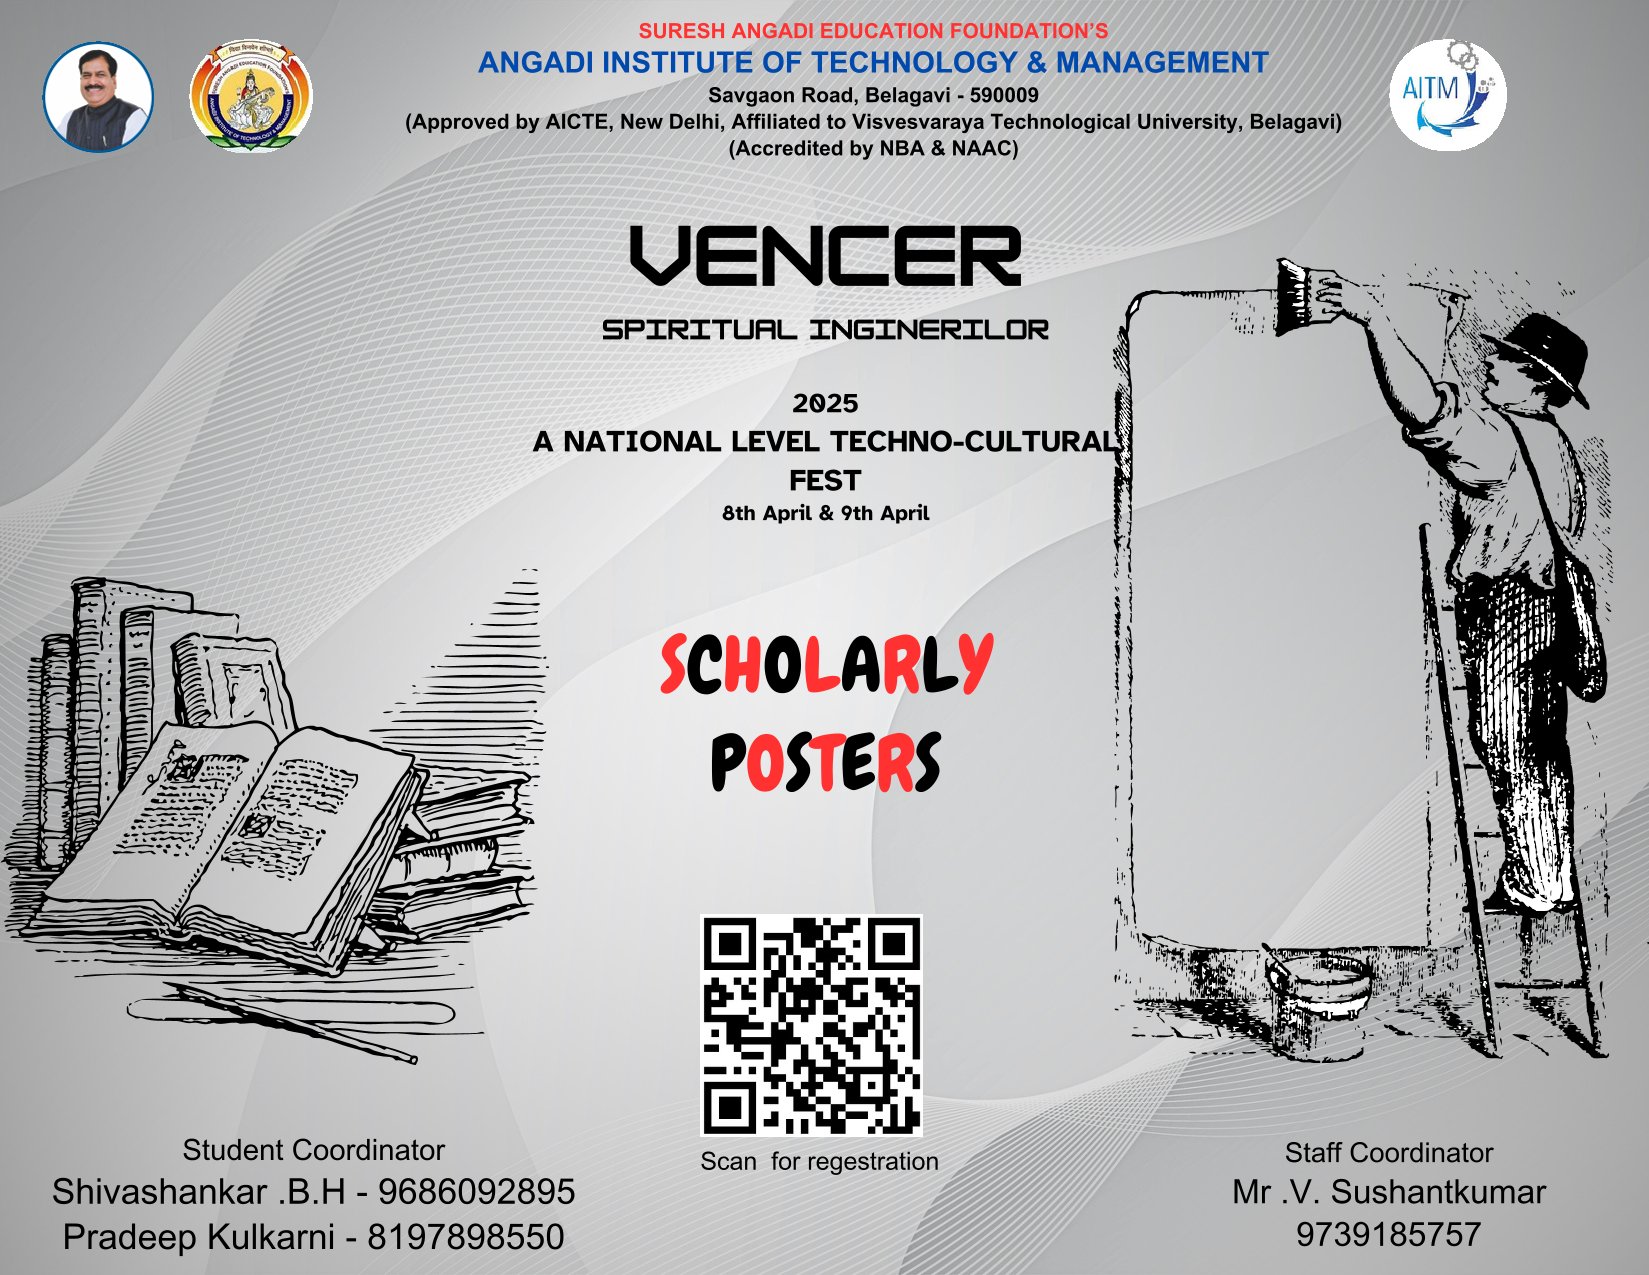 SURESH ANGADI EDUCATION FOUNDATION'S
ANGADI INSTITUTE OF TECHNOLOGY & MANAGEMENT
Savgaon Road, Belagavi - 590009
(Approved by AICTE, New Delhi, Affiliated to Visvesvaraya Technological University, Belagavi)
(Accredited by NBA & NAAC)
AITM
VENCER
SPIRITUAL INGINERILOR
2025
A NATIONAL LEVEL TECHNO-CULTURAL
FEST
8th April & 9th April
SCHOLARLY
POSTERS
Scan for regestration
Student Coordinator
Shivashankar .B.H - 9686092895
Pradeep Kulkarni - 8197898550
Staff Coordinator
Mr .V. Sushantkumar
9739185757